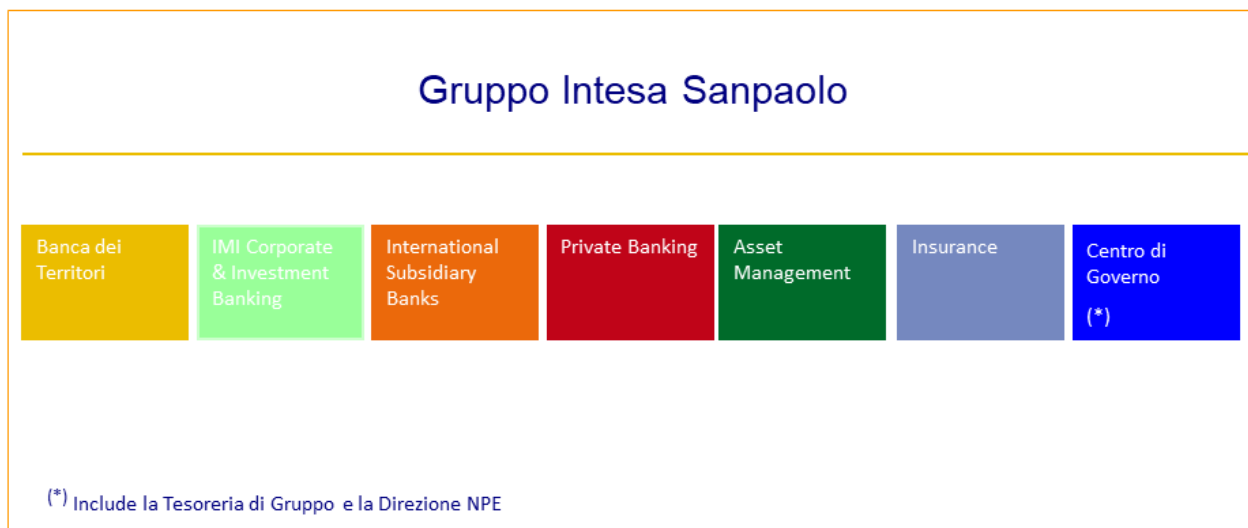 Gruppo Intesa Sanpaolo
Banca dei
Territori
IMI Corporate
& Investment
Banking
International
Subsidiary
Banks
Private Banking
Asset
Management
Insurance
Centro di
Governo
(*)
(*) Include la Tesoreria di Gruppo e la Direzione NPE